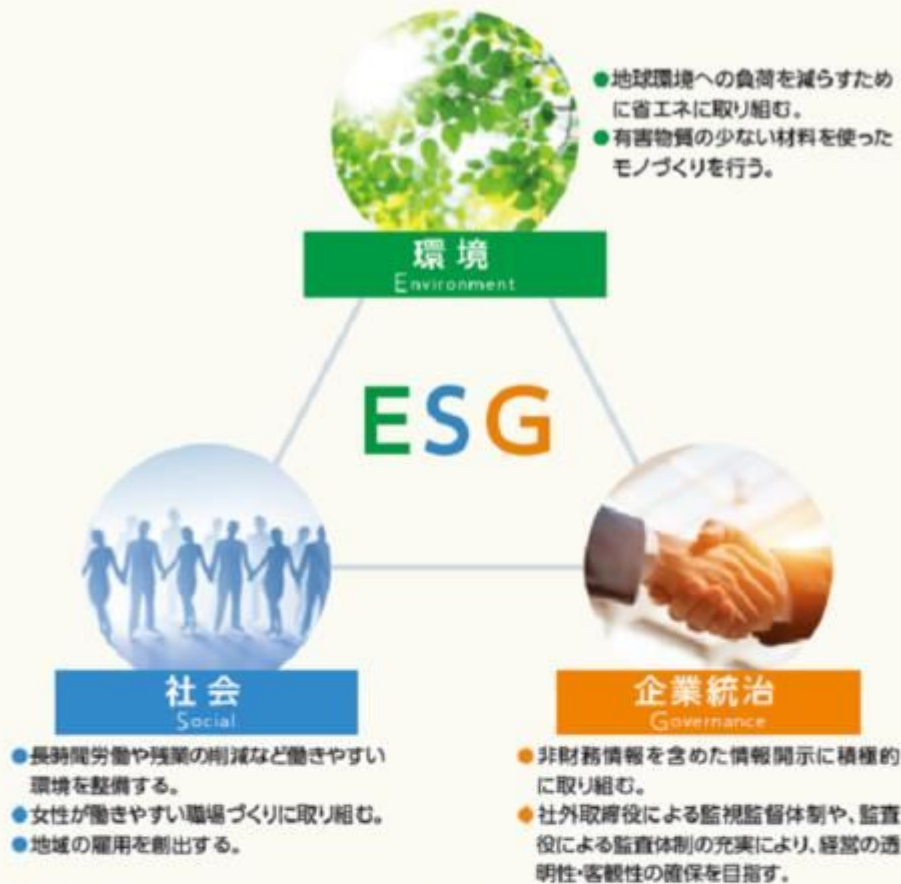 ●地球環境への負荷を減らすため
に省エネに取り組む。
●有害物質の少ない材料を使った
モノづくりを行う。
環境
Environment
ESG
社会
Social
●長時間労働や残業の削減など働きやすい
環境を整備する。
●女性が働きやすい職場づくりに取り組む。
●地域の雇用を創出する。
企業統治
Governance
●非財務情報を含めた情報開示に積極的
に取り組む。
●社外取締役による監視監督体制や、監査
役による監査体制の充実により、経営の透
明性・客観性の確保を目指す。